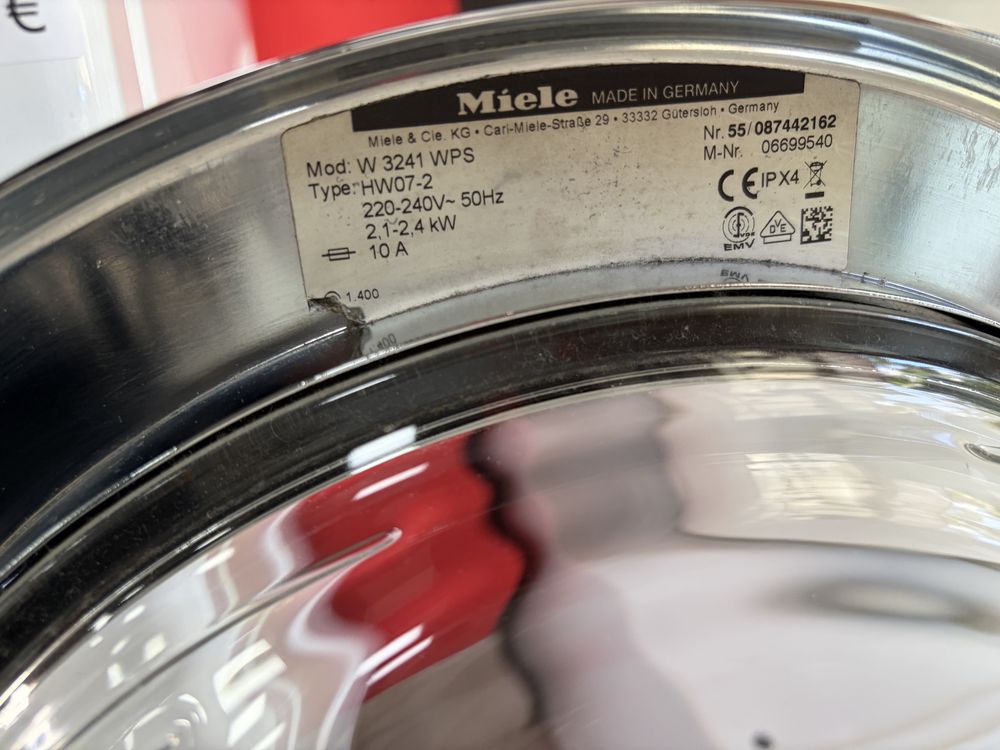 €
Miele MADE IN GERMANY
Miele & Cie. KG • Carl-Miele-Straße 29 • 33332 Gütersloh • Germany
Mod: W 3241 WPS
Nr. 55/087442162
Type: HW07-2
M-Nr. 06699540
220-240V~ 50Hz
CE IPX4
2,1-2,4 kW
10 A
VDE
EMV
DVE
1.400